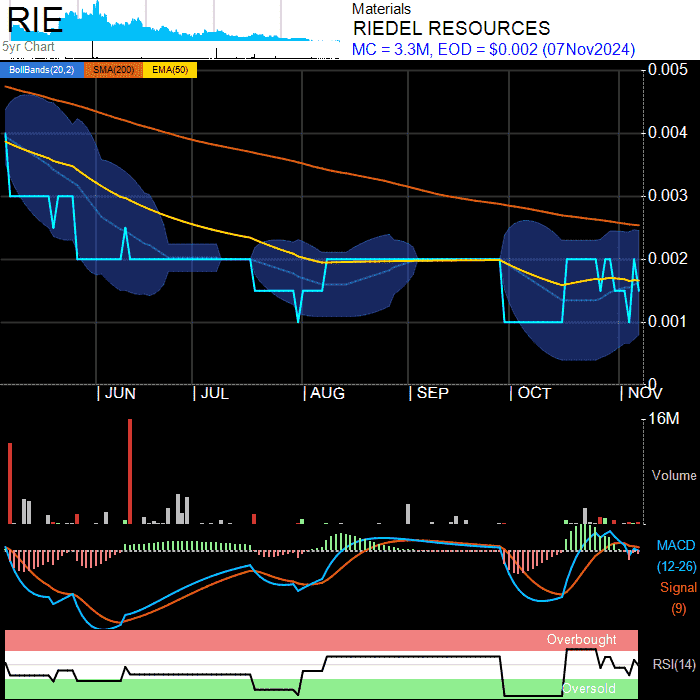 RIE
5yr Chart
Materials
RIEDEL RESOURCES
MC = 3.3M, EOD = $0.002 (07Nov2024)
BollBands(20,2) SMA(200) EMA(50)
0.005
0.004
0.003
0.002
0.001
0
JUN JUL AUG SEP OCT NOV
16M
Volume
MACD
(12-26)
Signal
(9)
Overbought
RSI(14)
Oversold